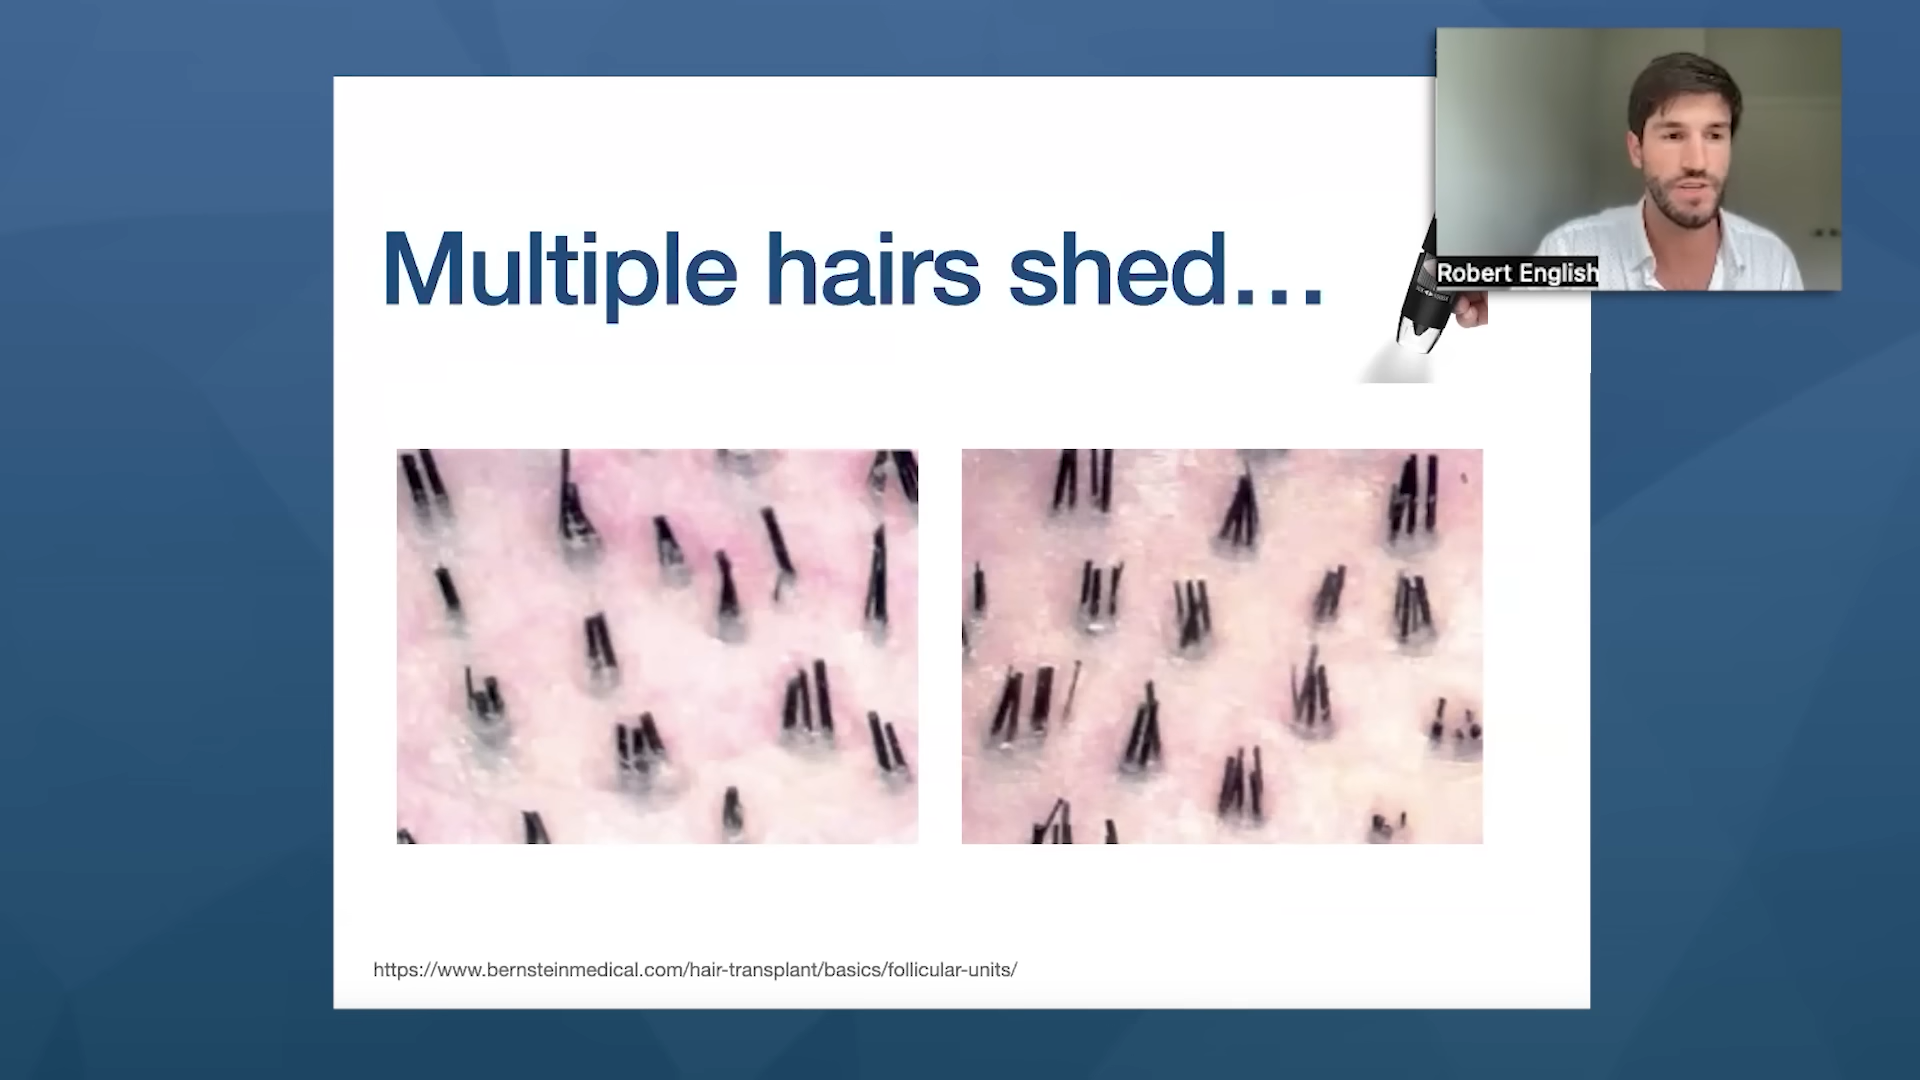 Multiple hairs shed...
Robert English
https://www.bernsteinmedical.com/hair-transplant/basics/follicular-units/